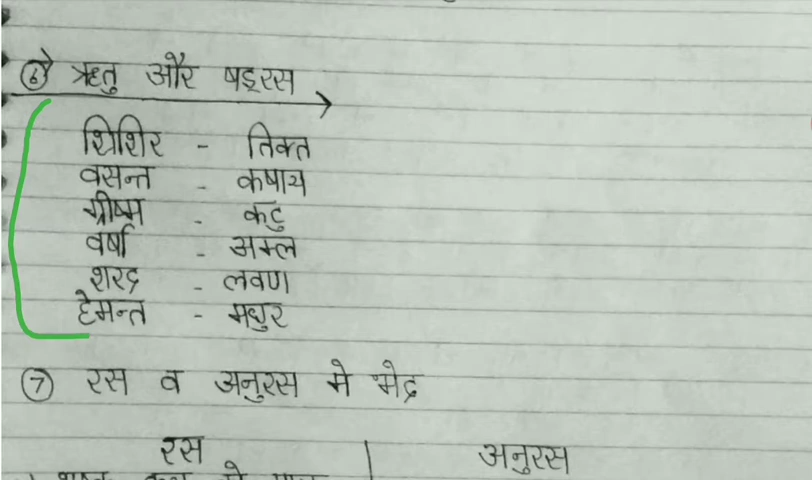 ⑥ ऋतु और षड्रस
शिशिर - तिक्त
वसन्त - कषाय
ग्रीष्म - कटु
वर्षा - अम्ल
शरद - लवण
हेमन्त - मधुर
⑦ रस व अनुरस मे भेद
रस | अनुरस